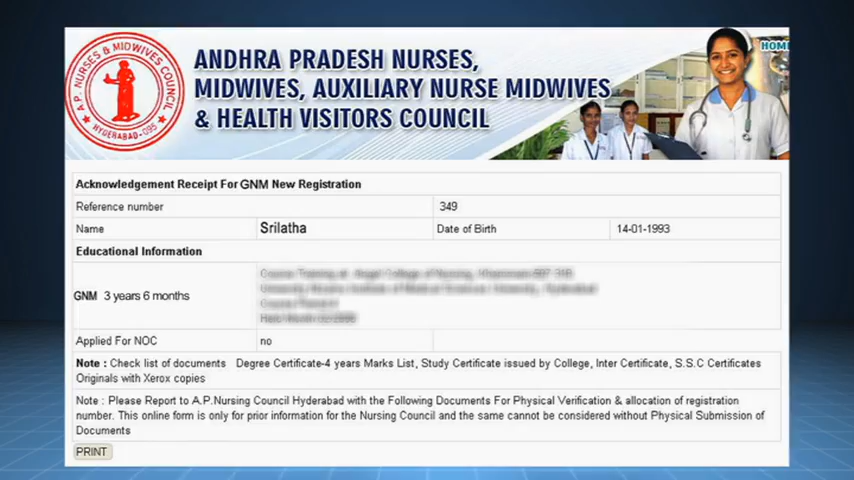 HOME
A.P. NURSES & MIDWIVES COUNCIL
HYDERABAD-095
ANDHRA PRADESH NURSES,
MIDWIVES, AUXILIARY NURSE MIDWIVES
& HEALTH VISITORS COUNCIL
Acknowledgement Receipt For GNM New Registration
Reference number 349
Name Srilatha Date of Birth 14-01-1993
Educational Information
GNM 3 years 6 months
Applied For NOC no
Note : Check list of documents Degree Certificate-4 years Marks List, Study Certificate issued by College, Inter Certificate, S.S.C Certificates
Originals with Xerox copies
Note : Please Report to A.P.Nursing Council Hyderabad with the Following Documents For Physical Verification & allocation of registration
number. This online form is only for prior information for the Nursing Council and the same cannot be considered without Physical Submission of
Documents
PRINT